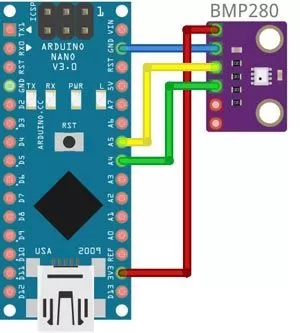 BMP280
ICSP
1
TX1
VIN
RX0
ARDUINO
GND
RST
NANO
RST
GND
V3.0
5V
D2
TX RX PWR L
A7
D3
ARDUINO.CC
A6
D4
RST
A5
D5
A4
D6
A3
D7
A2
D8
A1
D9
A0
D10
USA 2009
REF
D11
3V3
D12
D13